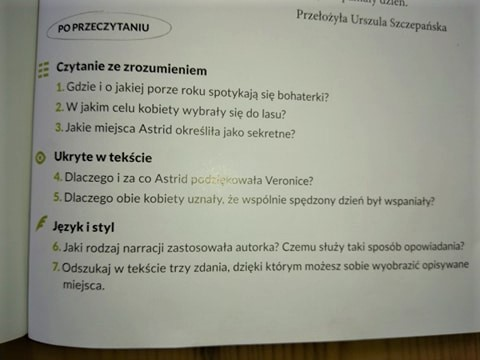 dzień.
Przełożyła Urszula Szczepańska
PO PRZECZYTANIU
Czytanie ze zrozumieniem
1. Gdzie i o jakiej porze roku spotykają się bohaterki?
2. W jakim celu kobiety wybrały się do lasu?
3. Jakie miejsca Astrid określiła jako sekretne?
Ukryte w tekście
4. Dlaczego i za co Astrid podziękowała Veronice?
5. Dlaczego obie kobiety uznały, że wspólnie spędzony dzień był wspaniały?
Język i styl
6. Jaki rodzaj narracji zastosowała autorka? Czemu służy taki sposób opowiadania?
7. Odszukaj w tekście trzy zdania, dzięki którym możesz sobie wyobrazić opisywane
miejsca.